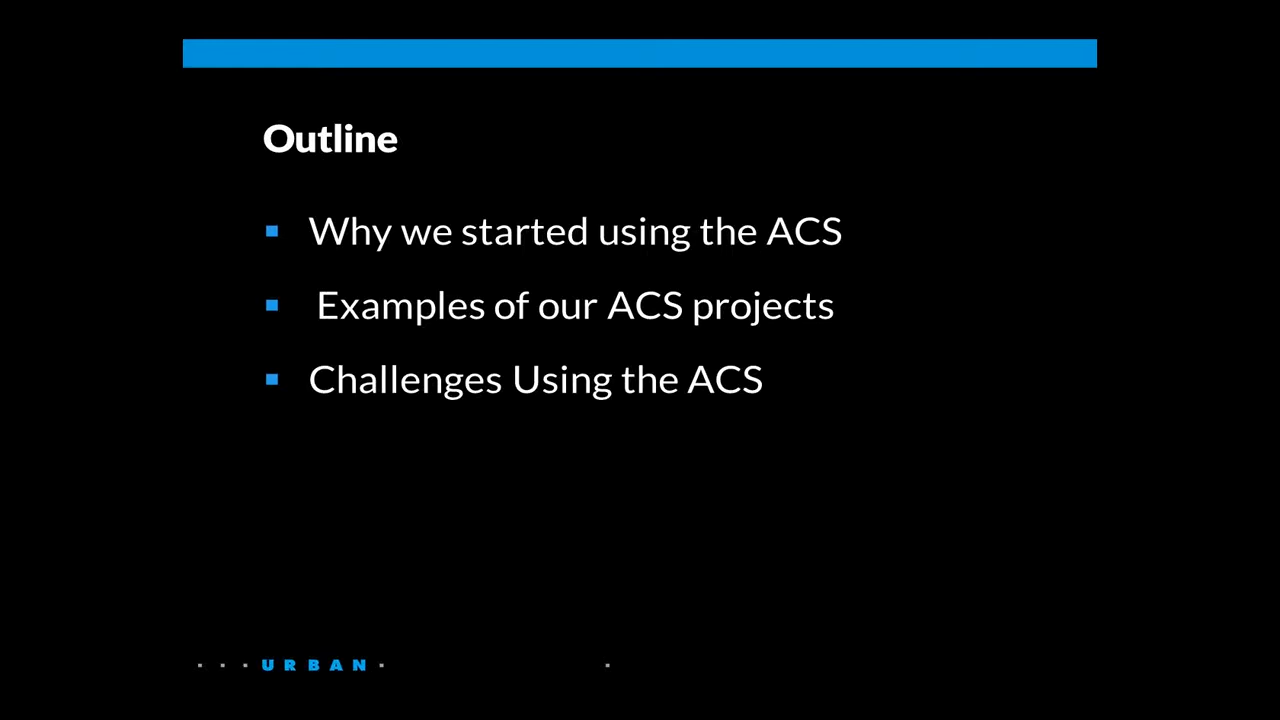 Outline
Why we started using the ACS
Examples of our ACS projects
Challenges Using the ACS
URBAN